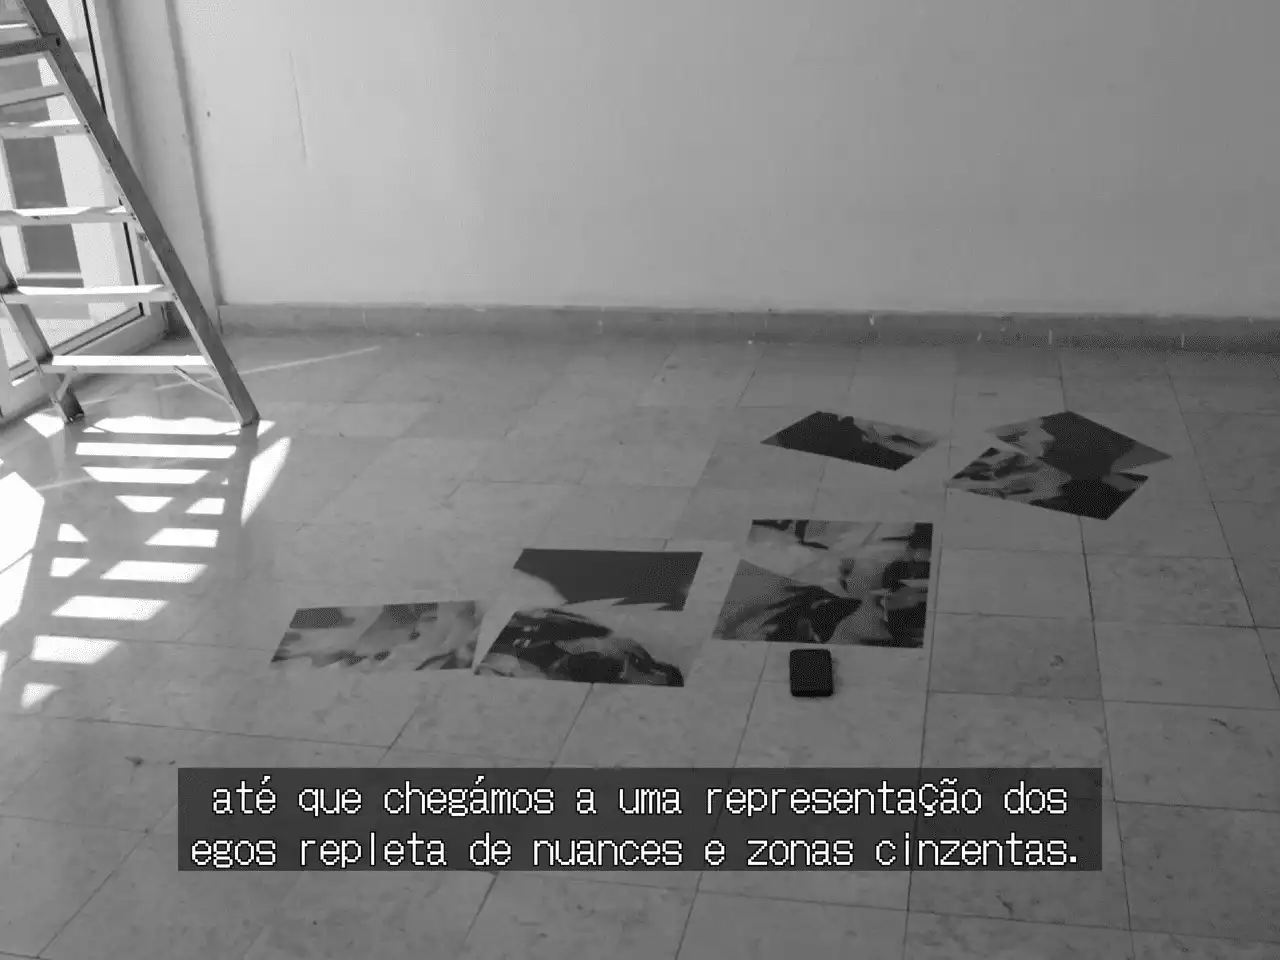 até que chegámos a uma representação dos
egos repleta de nuances e zonas cinzentas.